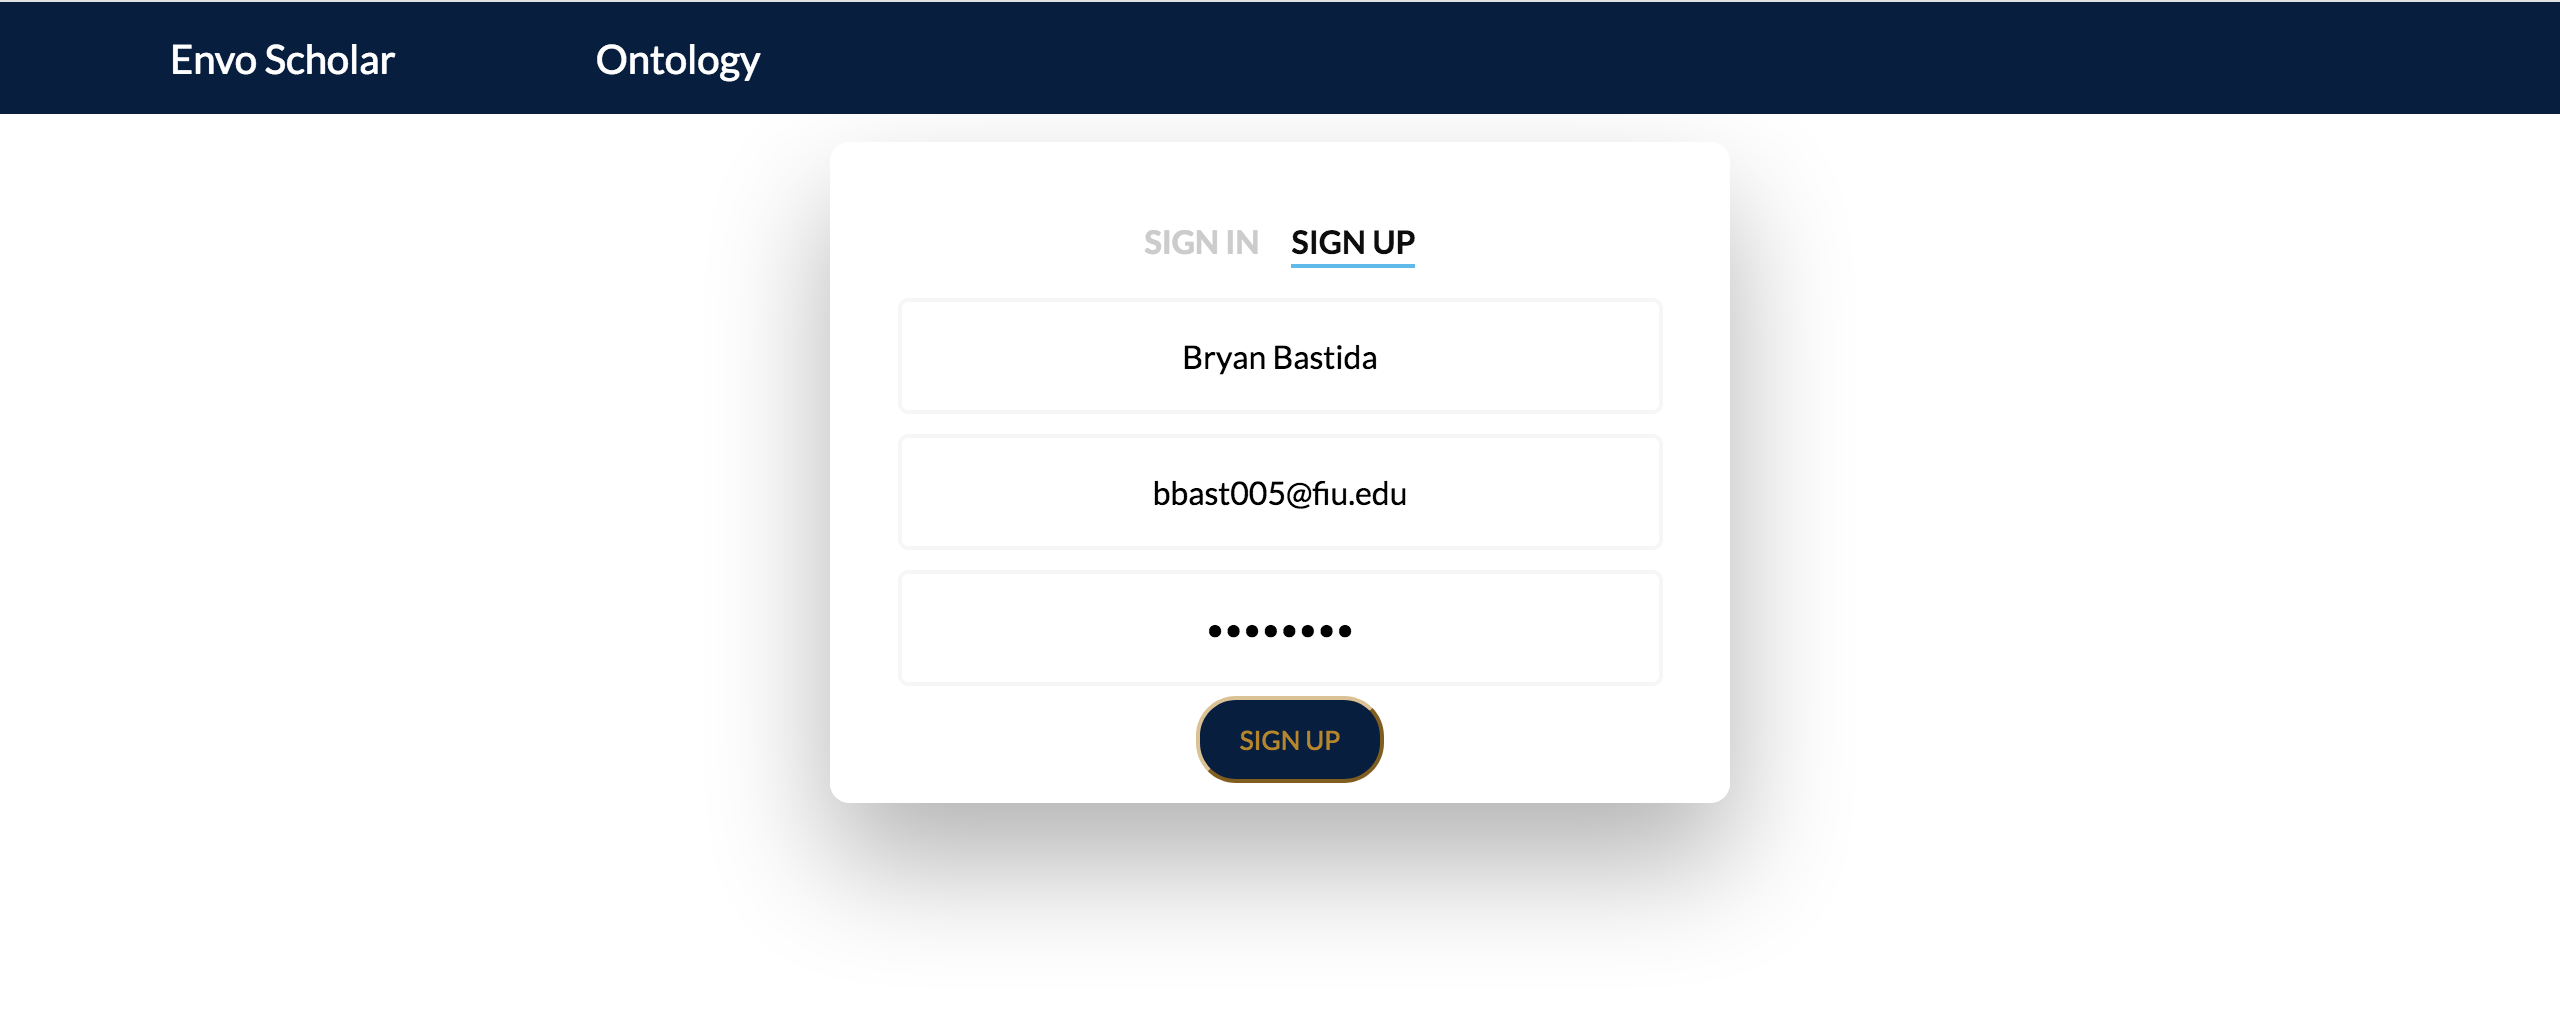 Envo Scholar Ontology
SIGN IN SIGN UP
Bryan Bastida
bbast005@fiu.edu
••••••••
SIGN UP